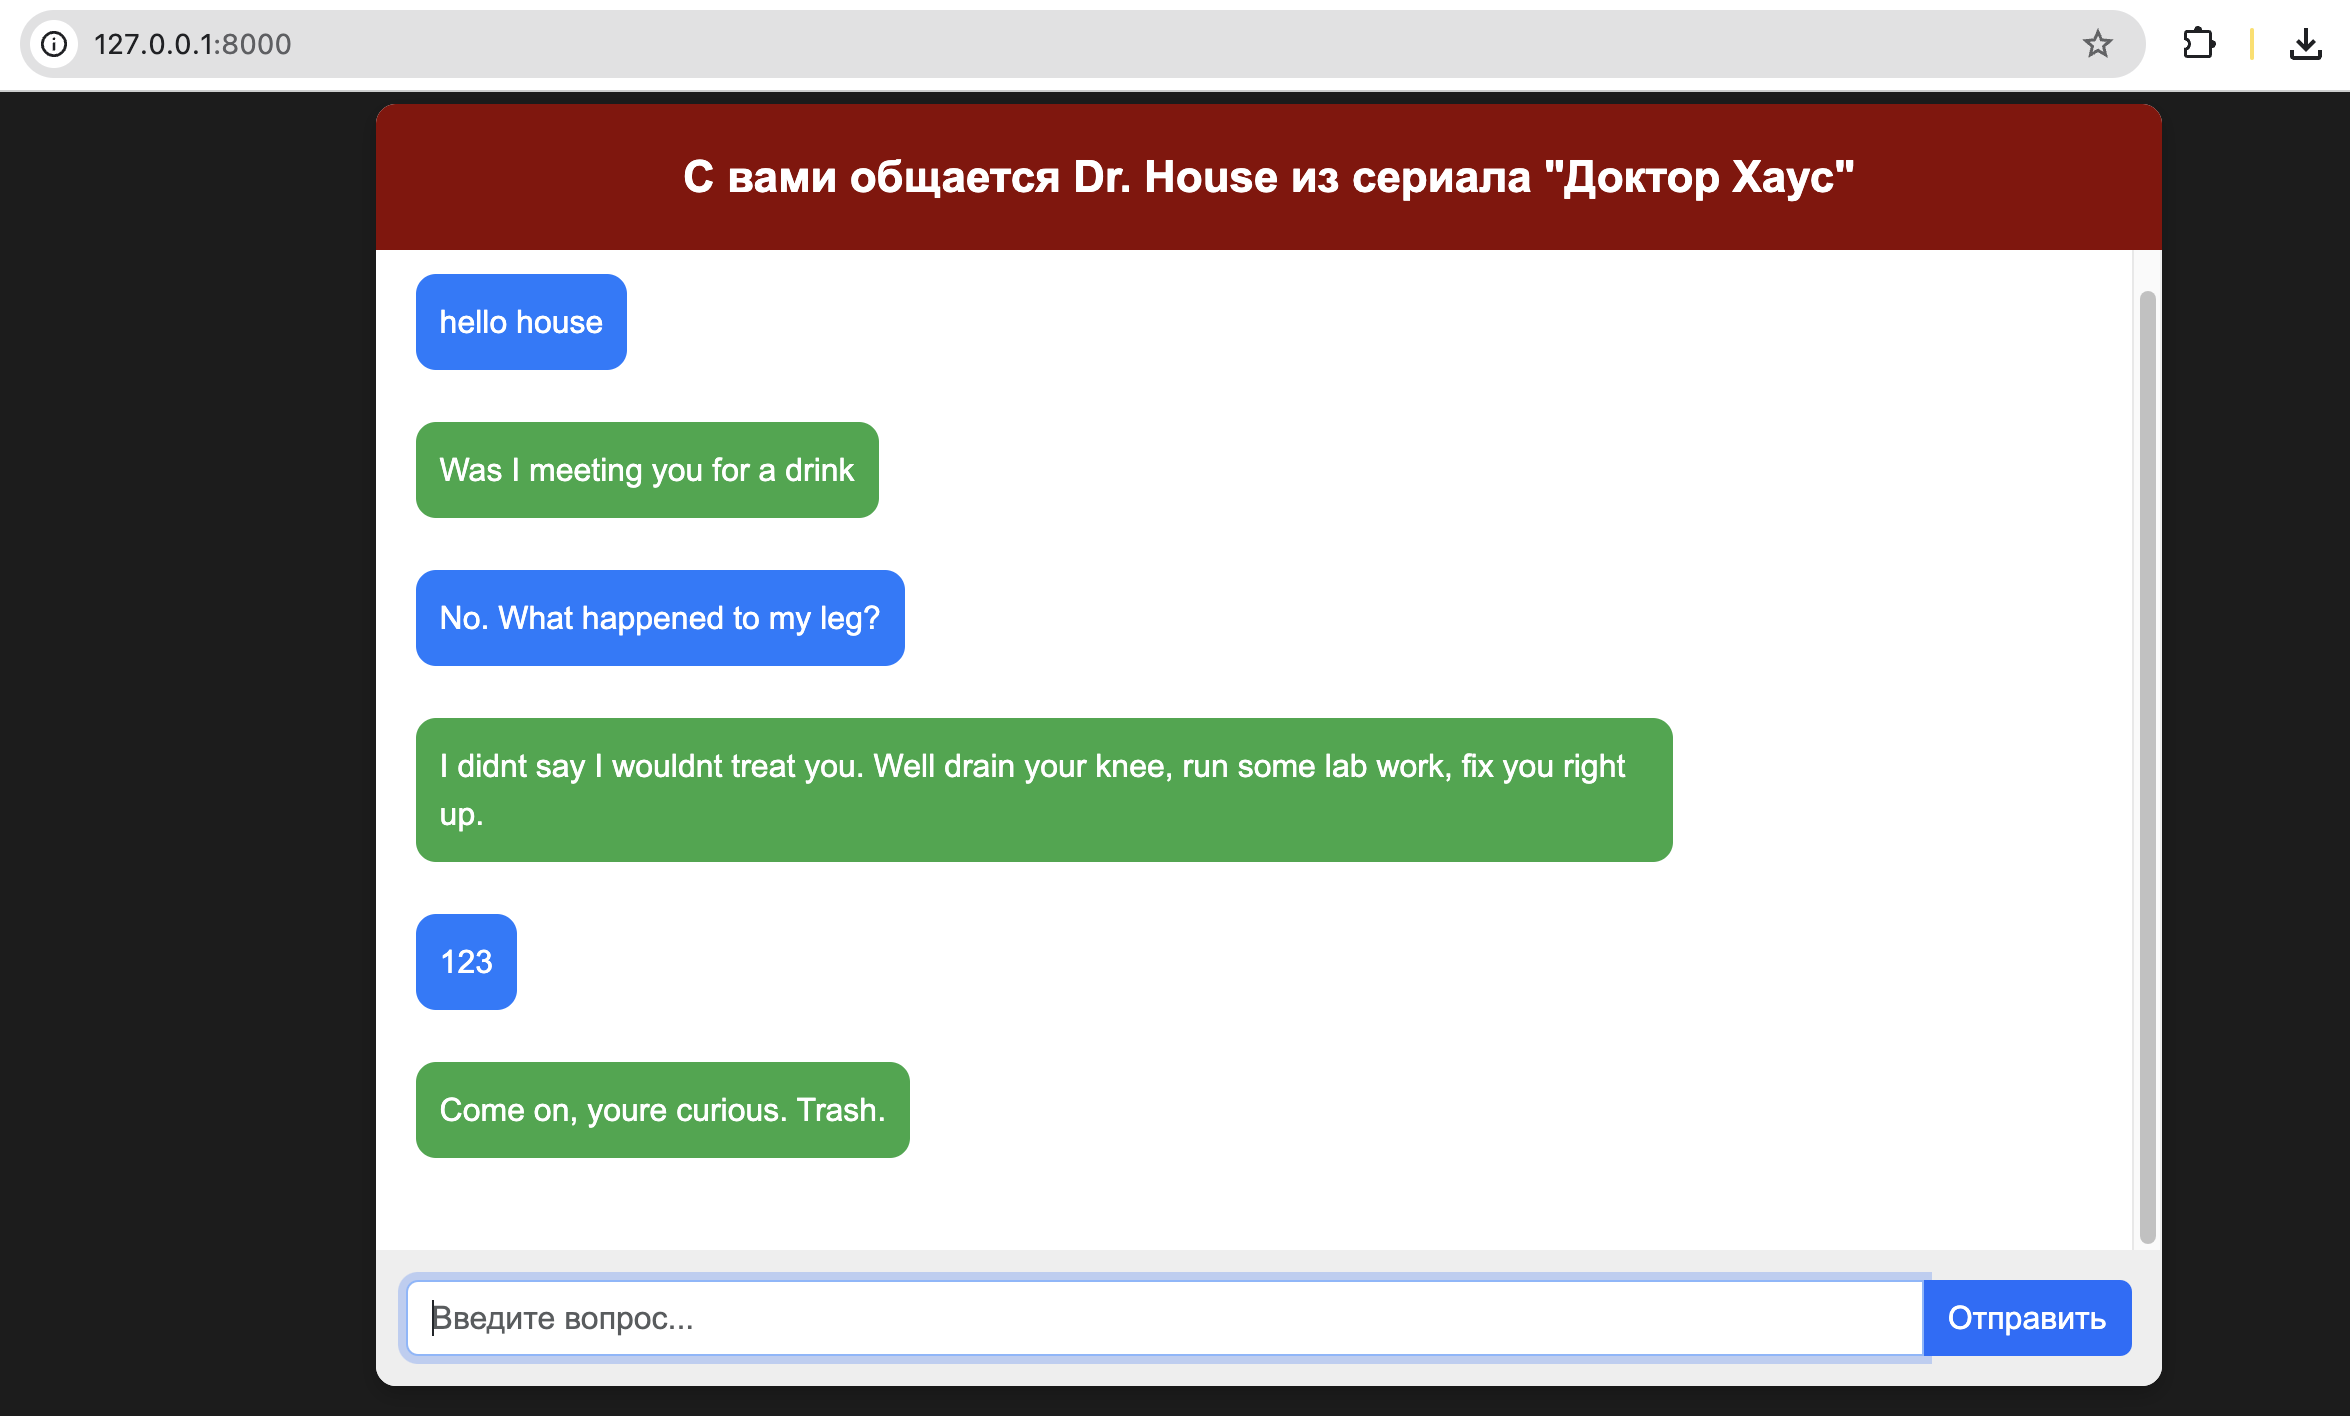 127.0.0.1:8000
С вами общается Dr. House из сериала "Доктор Хаус"
hello house
Was I meeting you for a drink
No. What happened to my leg?
I didnt say I wouldnt treat you. Well drain your knee, run some lab work, fix you right
up.
123
Come on, youre curious. Trash.
Введите вопрос...
Отправить